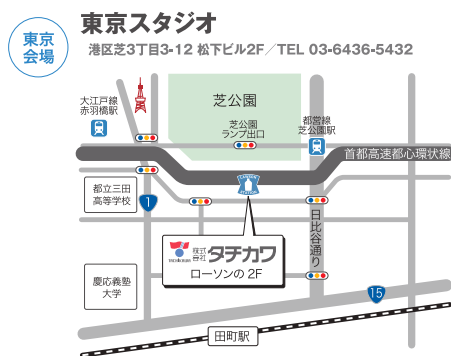 東京
会場
東京スタジオ
港区芝3丁目3-12 松下ビル2F／TEL 03-6436-5432
大江戸線
赤羽橋駅
芝公園
芝公園
ランプ出口
都営線
芝公園駅
首都高速都心環状線
都立三田
高等学校
1
LAWSON
STATION
日比谷通り
株式
会社
タチカワ
ローソンの 2F
慶応義塾
大学
15
田町駅